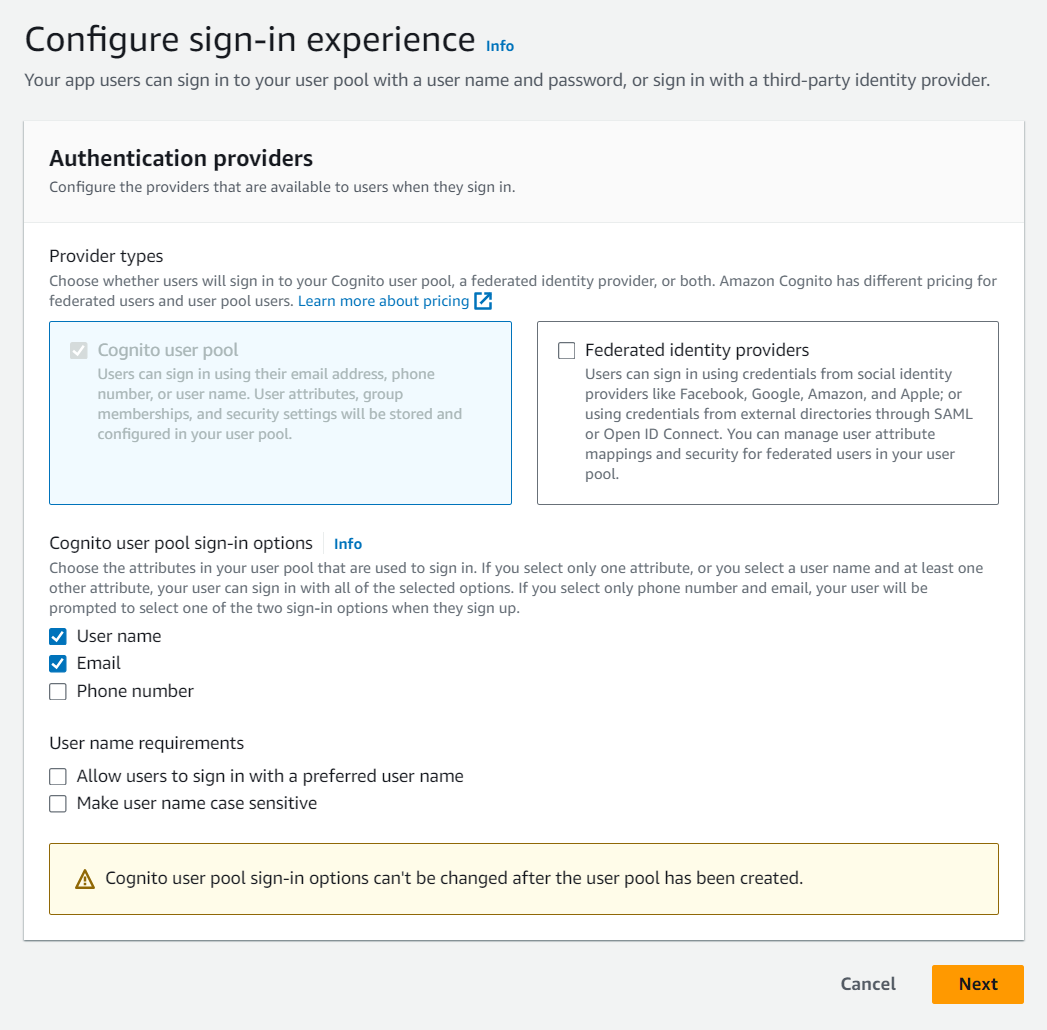 Configure sign-in experience Info
Your app users can sign in to your user pool with a user name and password, or sign in with a third-party identity provider.
Authentication providers
Configure the providers that are available to users when they sign in.
Provider types
Choose whether users will sign in to your Cognito user pool, a federated identity provider, or both. Amazon Cognito has different pricing for
federated users and user pool users. Learn more about pricing
Cognito user pool
Users can sign in using their email address, phone
number, or user name. User attributes, group
memberships, and security settings will be stored and
configured in your user pool.
Federated identity providers
Users can sign in using credentials from social identity
providers like Facebook, Google, Amazon, and Apple; or
using credentials from external directories through SAML
or Open ID Connect. You can manage user attribute
mappings and security for federated users in your user
pool.
Cognito user pool sign-in options Info
Choose the attributes in your user pool that are used to sign in. If you select only one attribute, or you select a user name and at least one
other attribute, your user can sign in with all of the selected options. If you select only phone number and email, your user will be
prompted to select one of the two sign-in options when they sign up.
User name
Email
Phone number
User name requirements
Allow users to sign in with a preferred user name
Make user name case sensitive
Cognito user pool sign-in options can't be changed after the user pool has been created.
Cancel Next